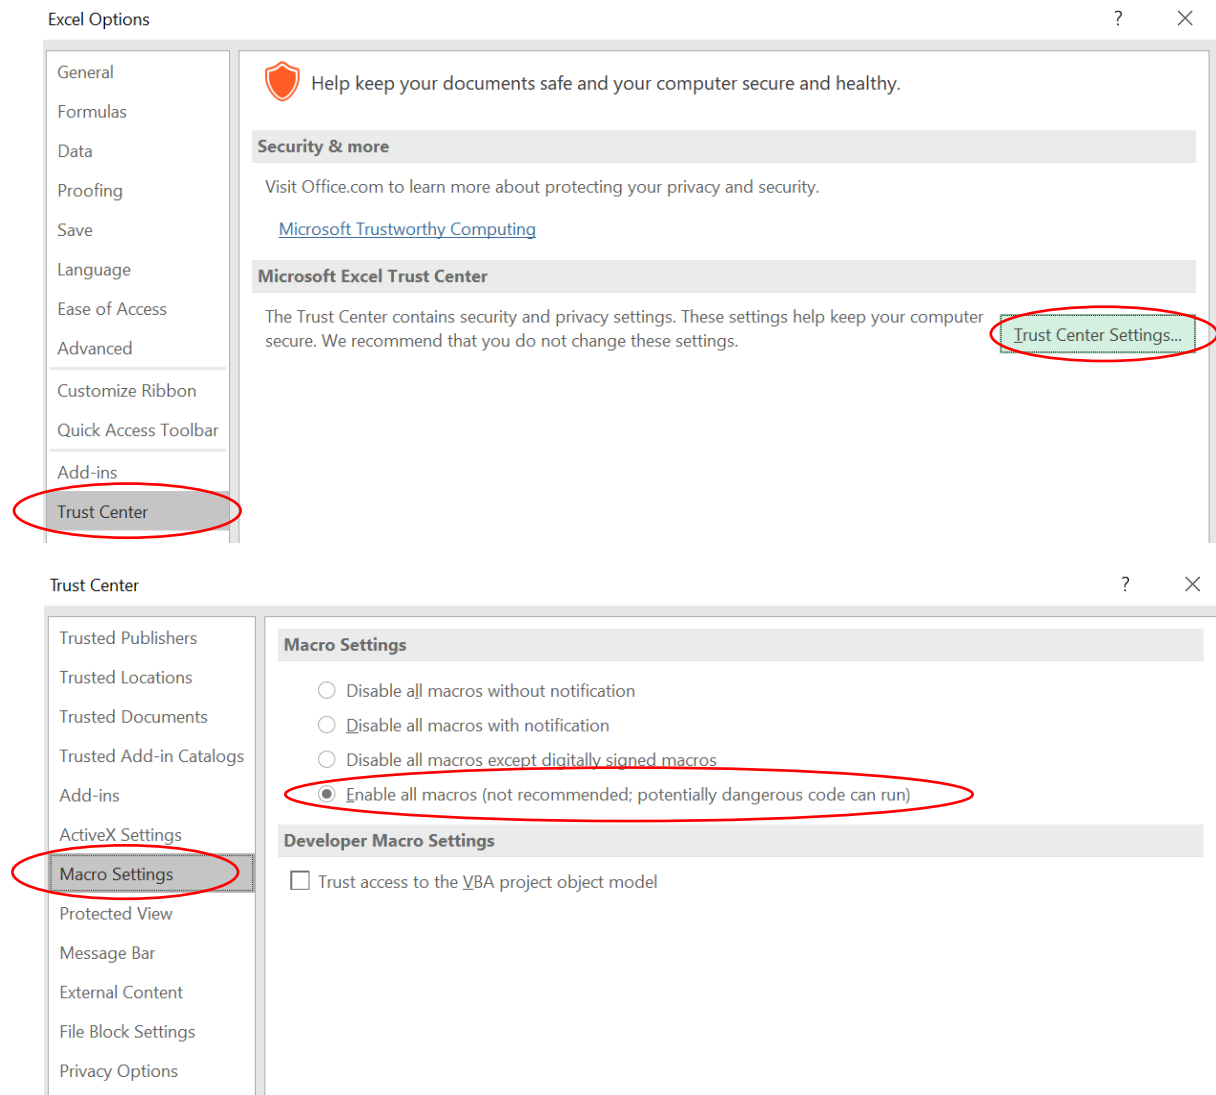 Excel Options
?
General
Formulas
Data
Proofing
Save
Language
Ease of Access
Advanced
Customize Ribbon
Quick Access Toolbar
Add-ins
Trust Center
Help keep your documents safe and your computer secure and healthy.
Security & more
Visit Office.com to learn more about protecting your privacy and security.
Microsoft Trustworthy Computing
Microsoft Excel Trust Center
The Trust Center contains security and privacy settings. These settings help keep your computer
secure. We recommend that you do not change these settings.
Trust Center Settings...
Trust Center
?
Trusted Publishers
Trusted Locations
Trusted Documents
Trusted Add-in Catalogs
Add-ins
ActiveX Settings
Macro Settings
Protected View
Message Bar
External Content
File Block Settings
Privacy Options
Macro Settings
Disable all macros without notification
Disable all macros with notification
Disable all macros except digitally signed macros
Enable all macros (not recommended; potentially dangerous code can run)
Developer Macro Settings
Trust access to the VBA project object model